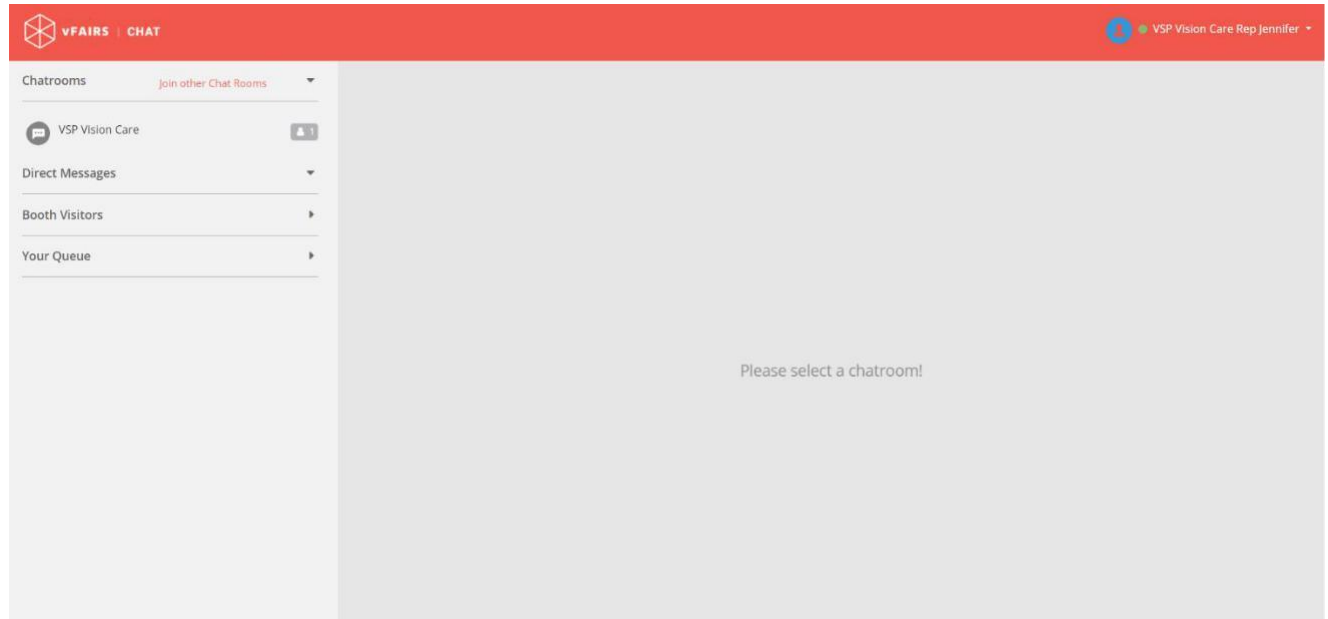 vFAIRS | CHAT
VSP Vision Care Rep Jennifer
Chatrooms
Join other Chat Rooms
VSP Vision Care
1
Direct Messages
Booth Visitors
Your Queue
Please select a chatroom!